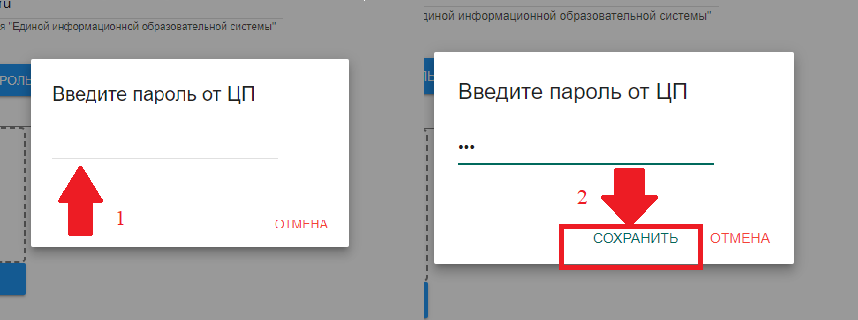 ru
я "Единой информационной образовательной системы"
РОЛЬ
Введите пароль от ЦП
1
ОТМЕНА
диной информационной образовательной системы"
Введите пароль от ЦП
•••
2
СОХРАНИТЬ
ОТМЕНА